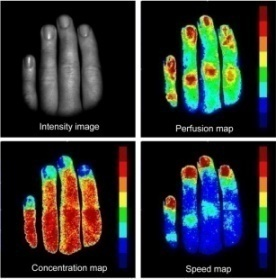 Intensity image
Perfusion map
Concentration map
Speed map